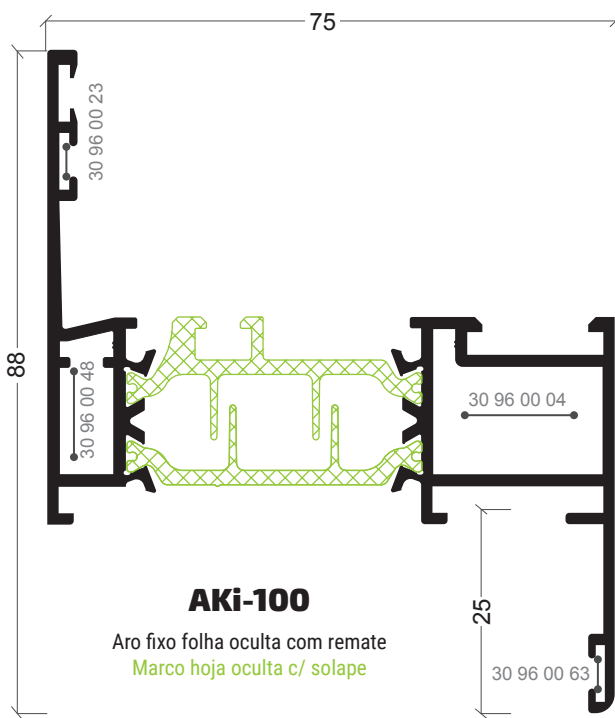 75
30 96 00 23
88
30 96 00 48
30 96 00 04
AKi-100
25
Aro fixo folha oculta com remate
Marco hoja oculta c/ solape
30 96 00 63